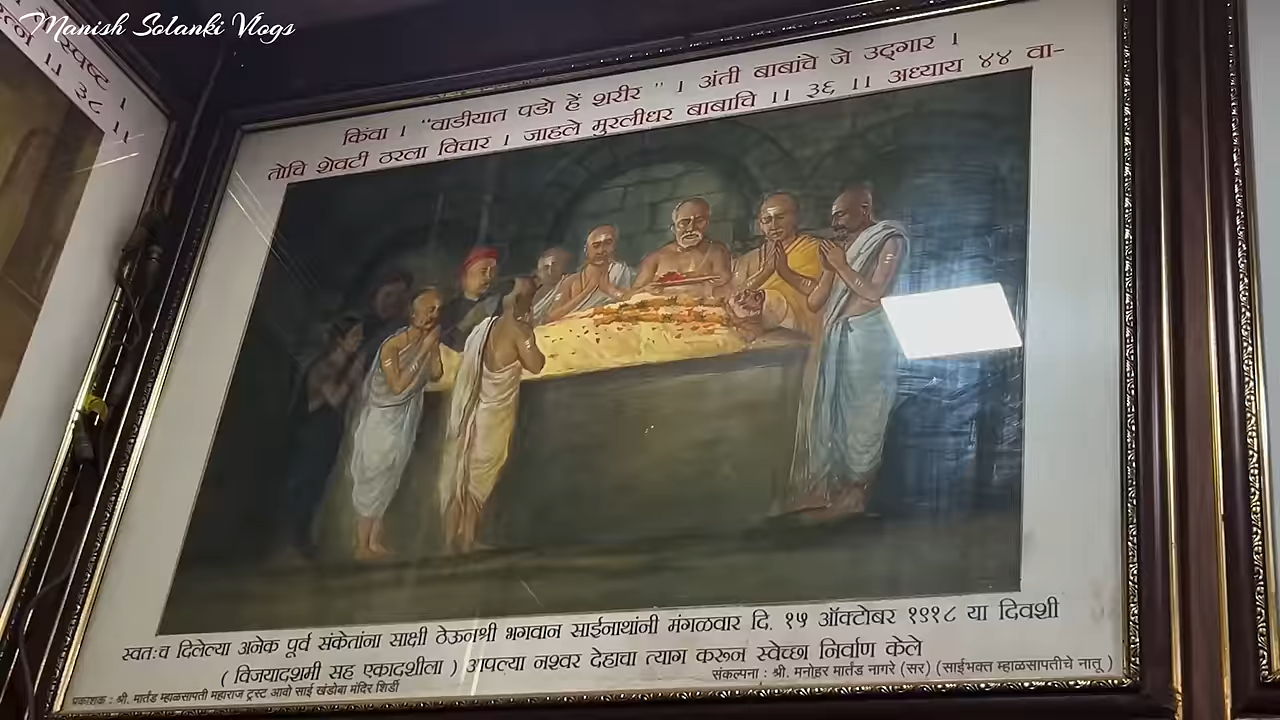 Manish Solanki Vlogs
स्पष्ट ।
।। ३८ ।।
किंवा । “वाडीयात पडो हें शरीर ” । अंती बाबांचे जे उद्गार ।
तोचि शेवटी ठरला विचार । जाहले मुरलीधर बाबाचि ।। ३६ ।। अध्याय ४४ वा-
स्वतःच दिलेल्या अनेक पूर्व संकेतांना साक्षी ठेऊनश्री भगवान साईनाथांनी मंगळवार दि. १५ ऑक्टोबर १९१८ या दिवशी
( विजयादशमी सह एकादशीला ) आपल्या नश्वर देहाचा त्याग करून स्वेच्छा निर्वाण केले
संकल्पना : श्री. मनोहर मार्तंड नागरे (सर) (साईभक्त म्हाळसापतीचे नातू )
प्रकाशक : श्री. मार्तंड म्हाळसापती महाराज ट्रस्ट आवो साई खंडोबा मंदिर शिर्डी